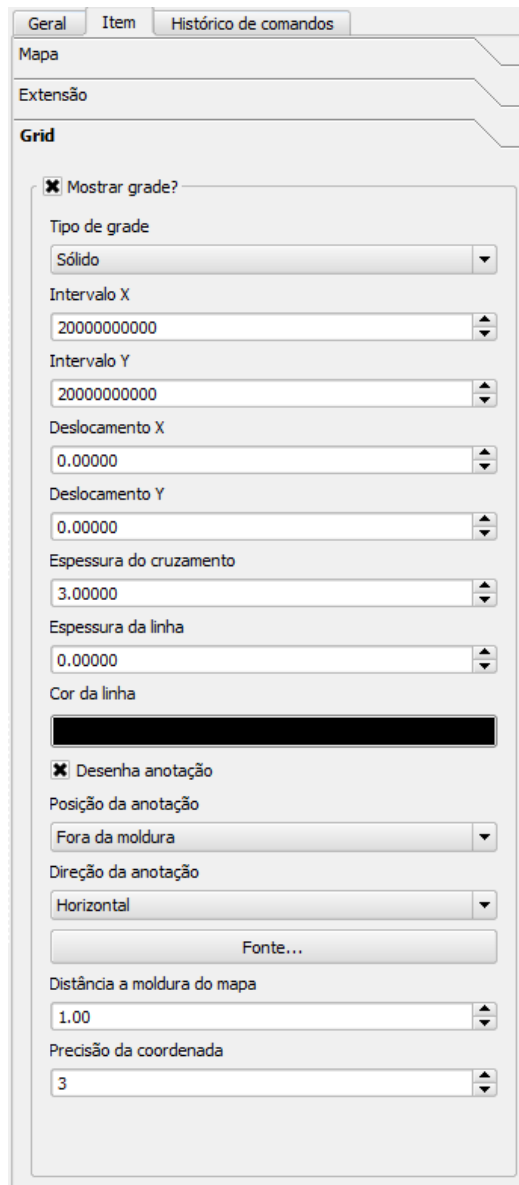 Geral Item Histórico de comandos
Mapa
Extensão
Grid
Mostrar grade?
Tipo de grade
Sólido
Intervalo X
20000000000
Intervalo Y
20000000000
Deslocamento X
0.00000
Deslocamento Y
0.00000
Espessura do cruzamento
3.00000
Espessura da linha
0.00000
Cor da linha
Desenha anotação
Posição da anotação
Fora da moldura
Direção da anotação
Horizontal
Fonte...
Distância a moldura do mapa
1.00
Precisão da coordenada
3